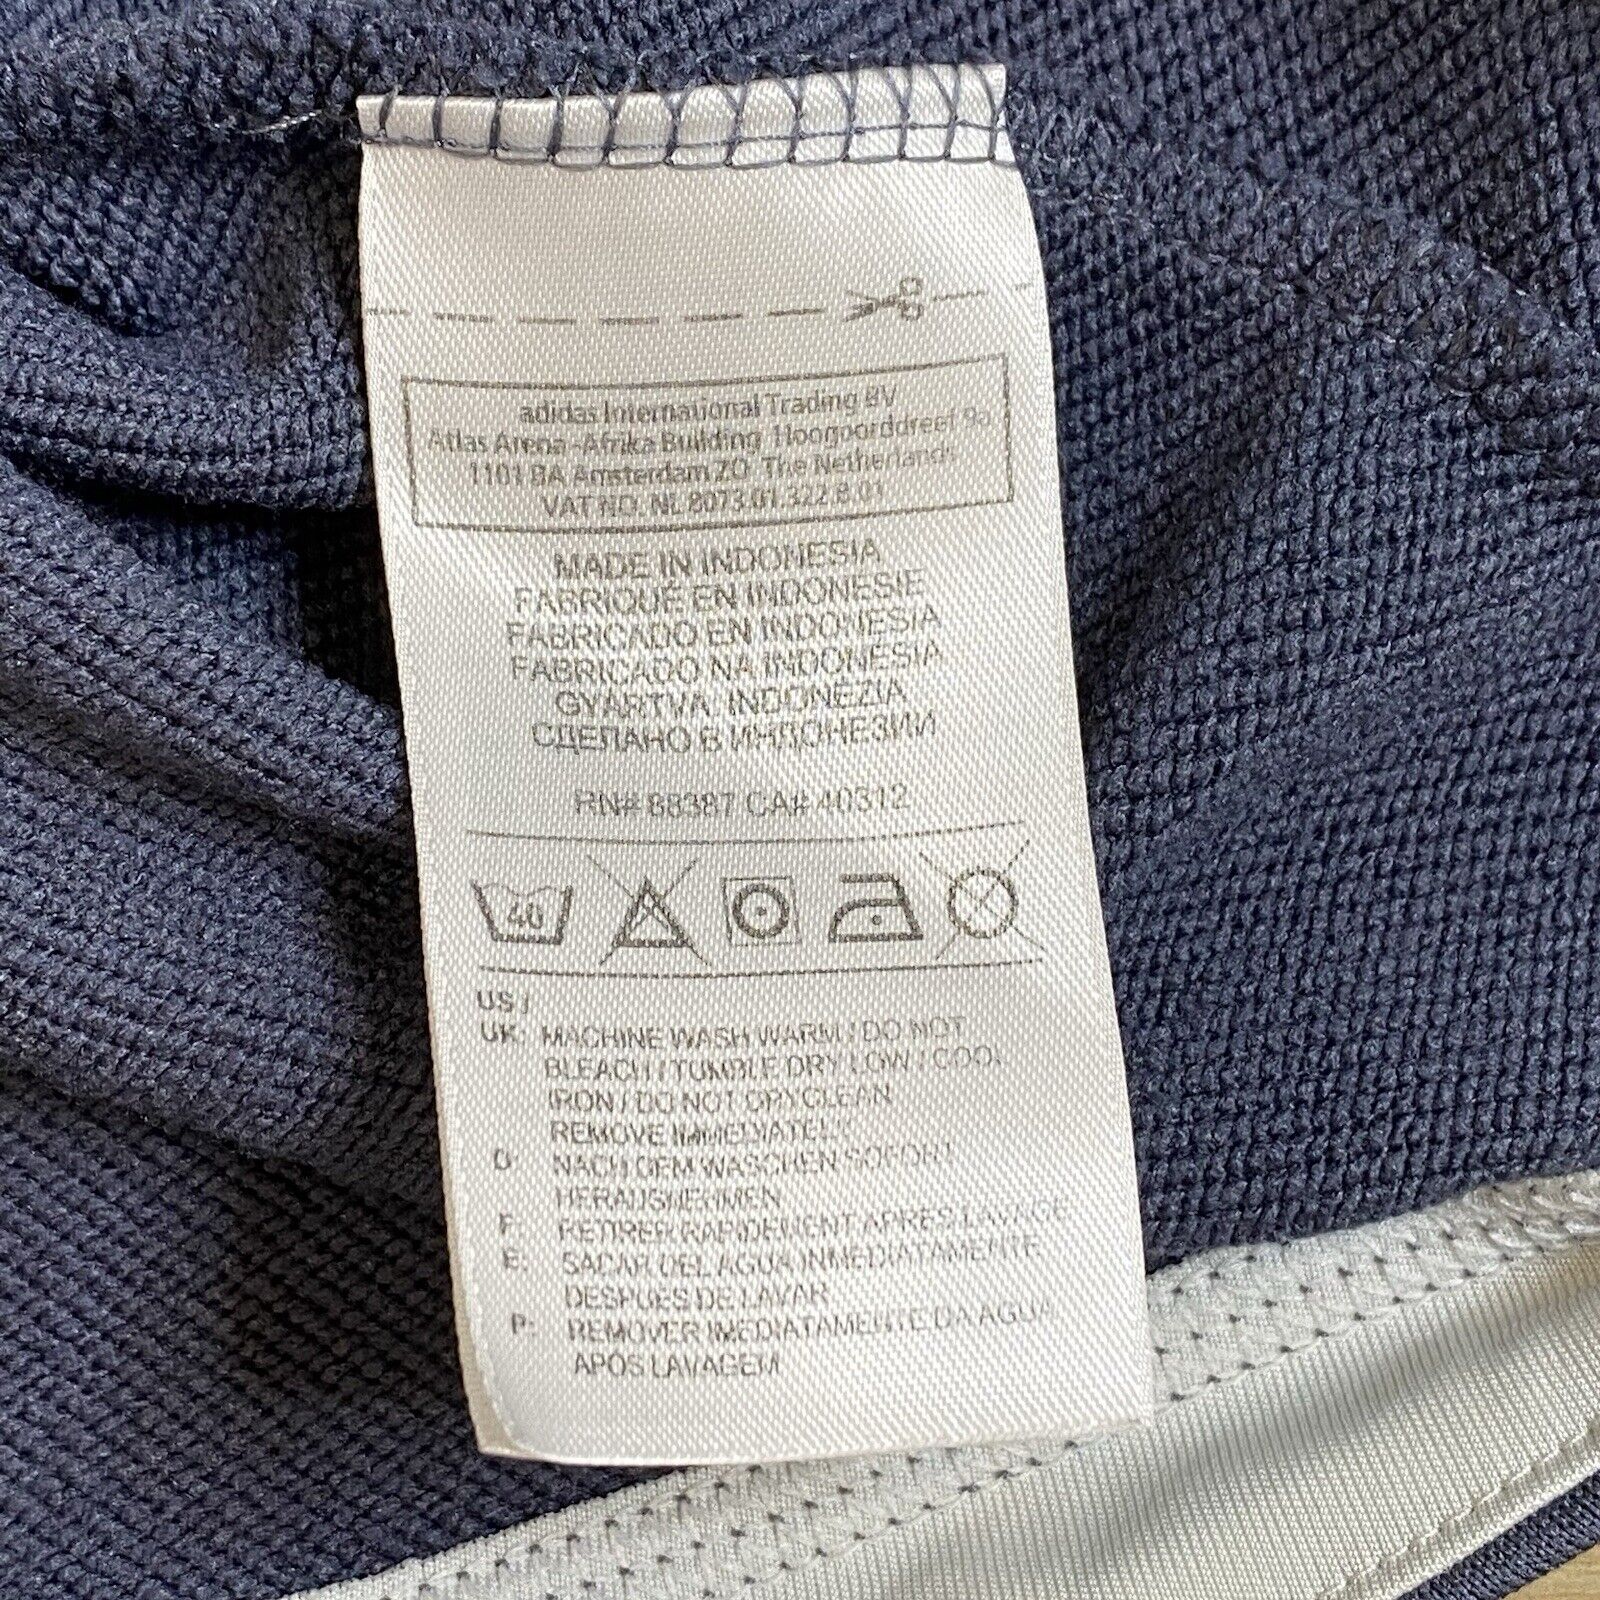 adidas International Trading BV
Atlas Arena-Afrika Building Hoogoorddreef 9a
1101 BA Amsterdam ZO The Netherlands
VAT NO. NL 8073.01.322.B.01
MADE IN INDONESIA
FABRIQUÉ EN INDONESIE
FABRICADO EN INDONESIA
FABRICADO NA INDONESIA
GYÁRTVA: INDONÉZIA
СДЕЛАНО В ИНДОНЕЗИИ
RN# 88387 CA# 40312
40
US /
UK: MACHINE WASH WARM / DO NOT
BLEACH / TUMBLE DRY LOW / COOL
IRON / DO NOT DRYCLEAN
REMOVE IMMEDIATELY
D: NACH DEM WASCHEN SOFORT
HERAUSNEHMEN
F: RETIRER RAPIDEMENT APRES LAVAGE
E: SACAR DEL AGUA INMEDIATAMENTE
DESPUES DE LAVAR
P: REMOVER IMEDIATAMENTE DA AGUA
APOS LAVAGEM